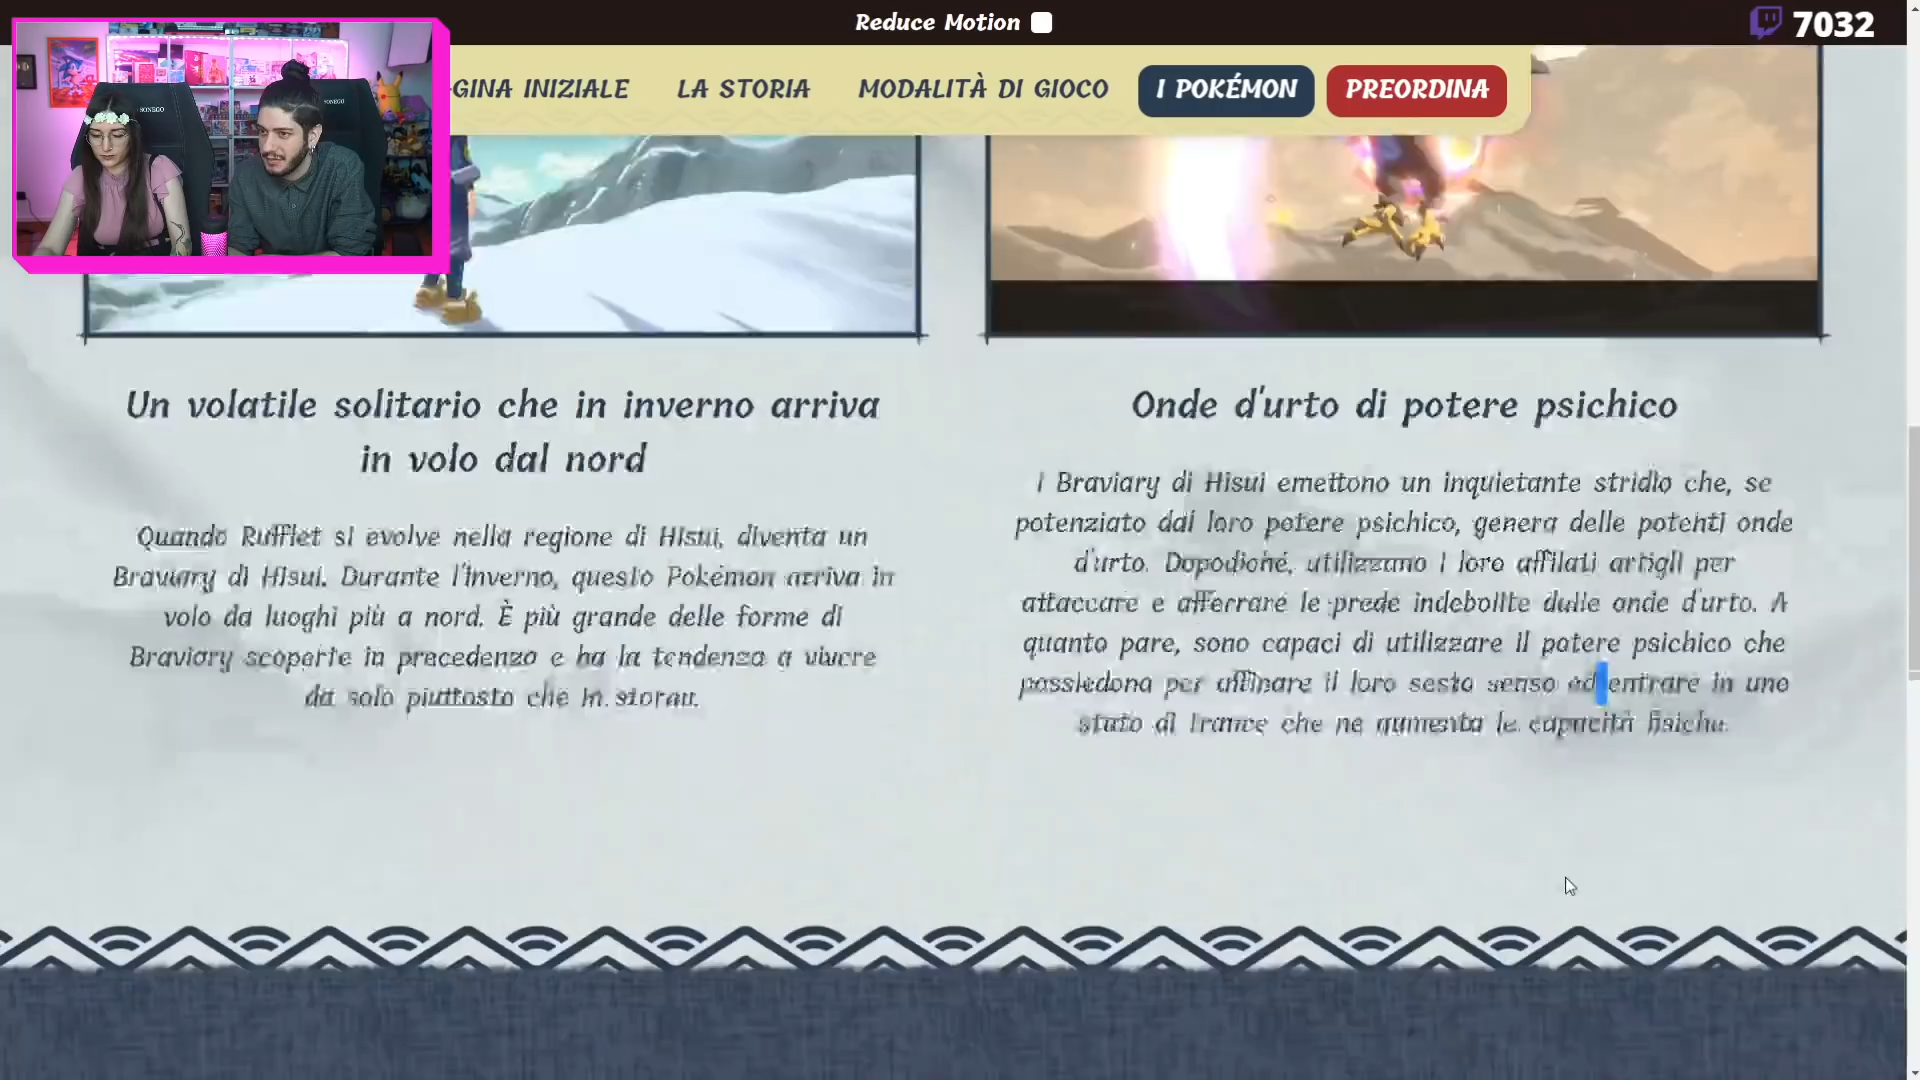 Reduce Motion
7032
GINA INIZIALE
LA STORIA
MODALITÀ DI GIOCO
I POKÉMON
PREORDINA
Un volatile solitario che in inverno arriva
in volo dal nord
Quando Rufflet si evolve nella regione di Hisui, diventa un
Braviary di Hisui. Durante l'inverno, questo Pokémon arriva in
volo da luoghi più a nord. È più grande delle forme di
Braviary scoperte in precedenza e ha la tendenza a vivere
da solo piuttosto che in stormi.
Onde d'urto di potere psichico
I Braviary di Hisui emettono un inquietante stridio che, se
potenziato dal loro potere psichico, genera delle potenti onde
d'urto. Dopodiché, utilizzano i loro affilati artigli per
attaccare e afferrare le prede indebolite dalle onde d'urto. A
quanto pare, sono capaci di utilizzare il potere psichico che
possiedono per affinare il loro sesto senso ed entrare in uno
stato di trance che ne aumenta le capacità fisiche.